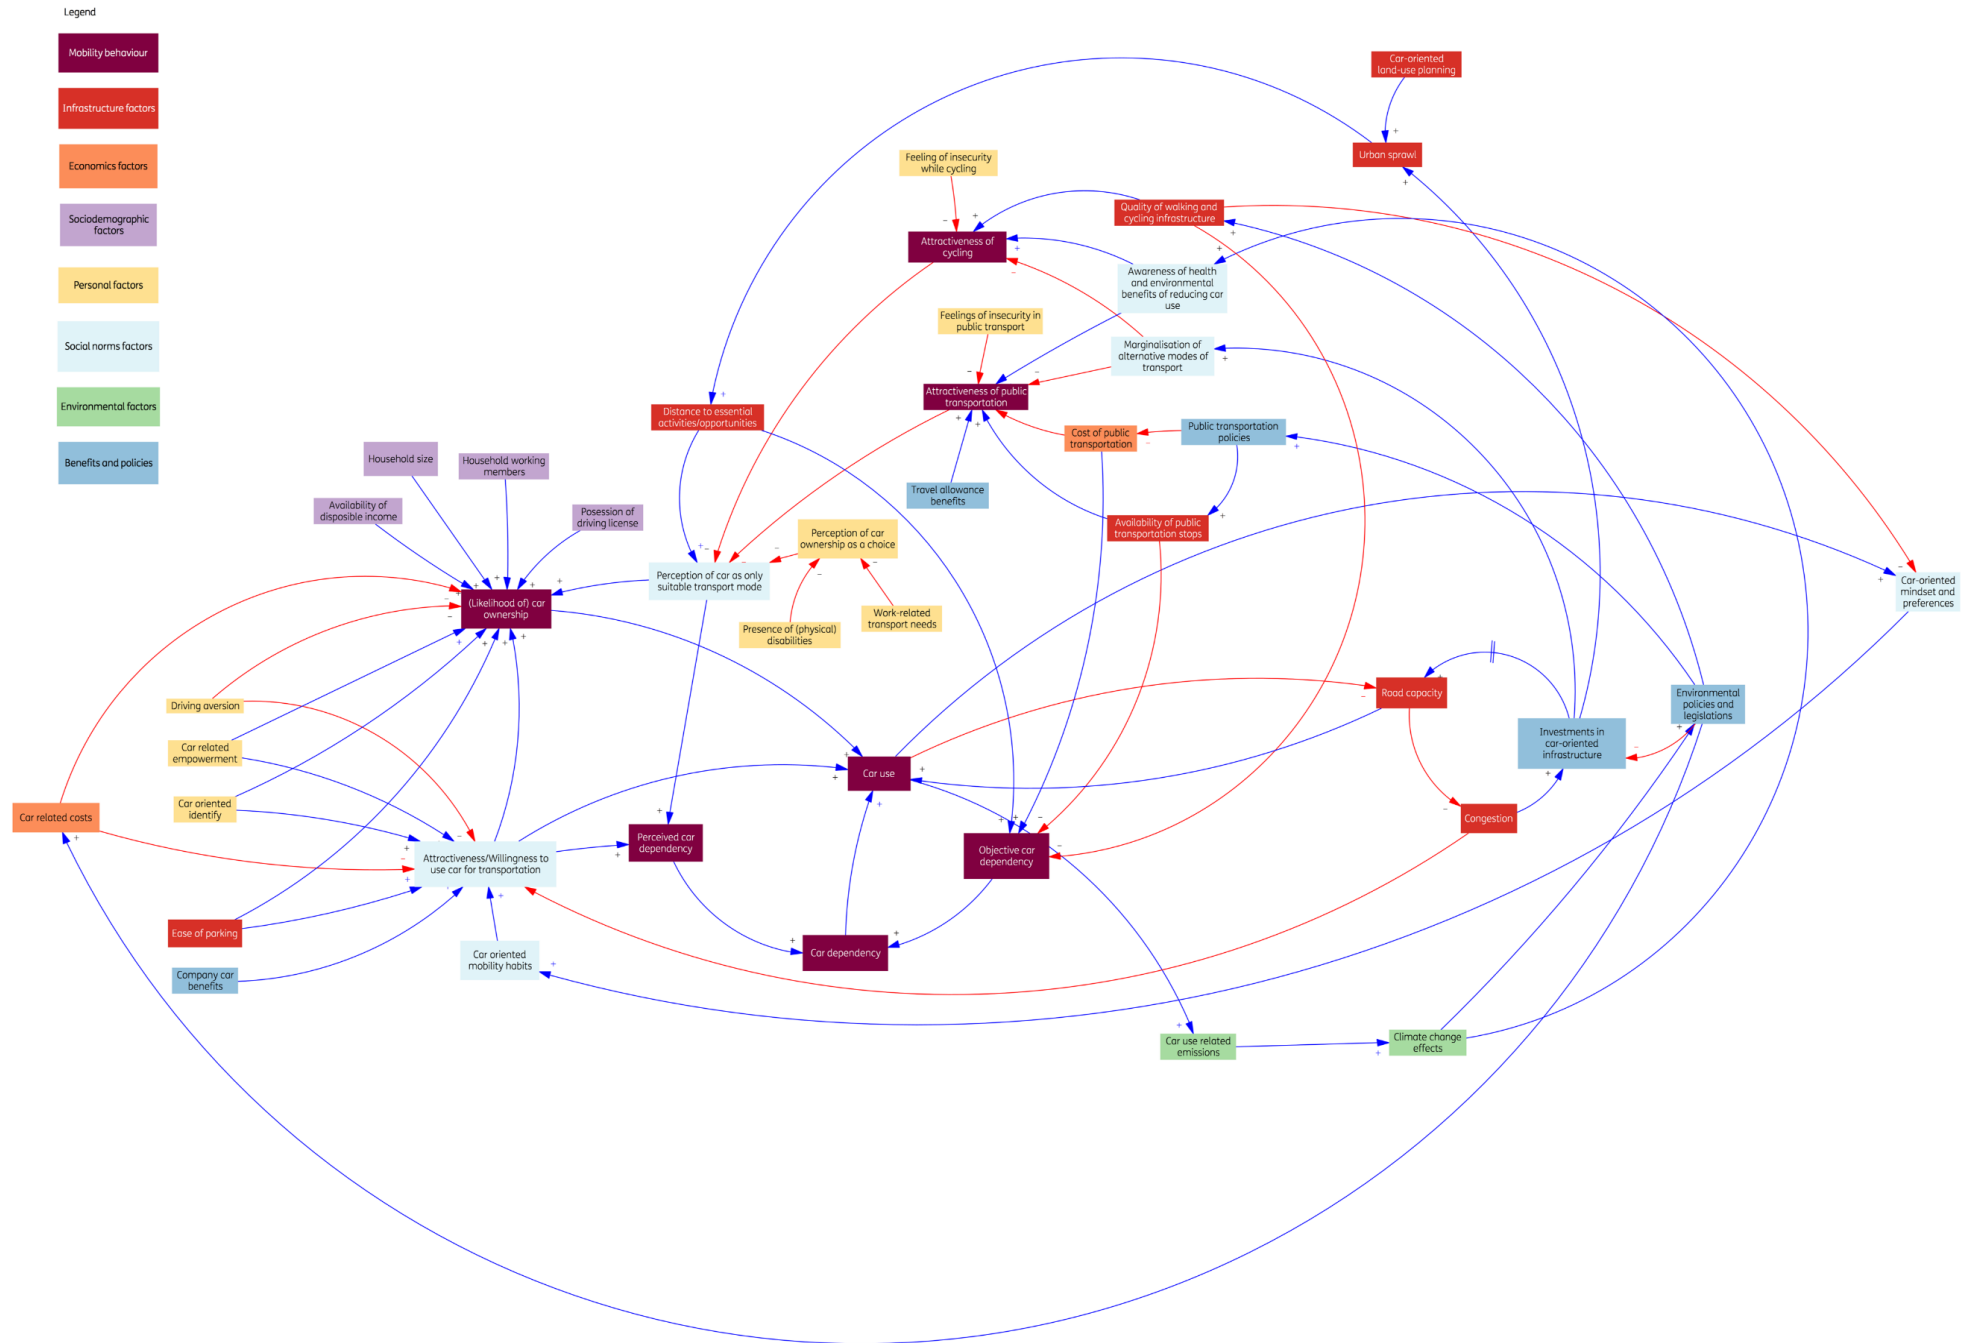 Legend
Mobility behaviour
Infrastructure factors
Economics factors
Sociodemographic
factors
Personal factors
Social norms factors
Environmental factors
Benefits and policies
Car-oriented
land-use planning
Urban sprawl
Feeling of insecurity
while cycling
Quality of walking and
cycling infrastructure
Attractiveness of
cycling
Awareness of health
and environmental
benefits of reducing car
use
Feelings of insecurity in
public transport
Marginalisation of
alternative modes of
transport
Attractiveness of public
transportation
Distance to essential
activities/opportunities
Cost of public
transportation
Public transportation
policies
Household size
Household working
members
Travel allowance
benefits
Availability of
disposible income
Posession of
driving license
Availability of public
transportation stops
Perception of car
ownership as a choice
Perception of car as only
suitable transport mode
Car-oriented
mindset and
preferences
(Likelihood of) car
ownership
Work-related
transport needs
Presence of (physical)
disabilities
Driving aversion
Road capacity
Environmental
policies and
legislations
Car related
empowerment
Investments in
car-oriented
infrastructure
Car use
Car oriented
identify
Car related costs
Congestion
Perceived car
dependency
Objective car
dependency
Attractiveness/Willingness to
use car for transportation
Ease of parking
Car oriented
mobility habits
Car dependency
Company car
benefits
Car use related
emissions
Climate change
effects